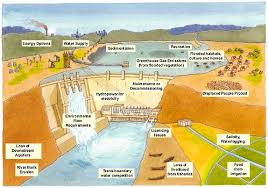 Energy Options
Water Supply
Sedimentation
Recreation
Greenhouse Gas Emissions
(from flooded vegetation)
Flooded habitats,
culture and homes
Maintenance or
Decommissioning
Hydropower for
electricity
Displaced People Protest
Environmental
Flow
Requirements
Licensing
Issues
Salinity,
Waterlogging
Loss of
Downstream
Aquifers
River Bank
Erosion
Trans-boundary
water competition
Loss of
livelihood from
fisheries
Food
from
Irrigation